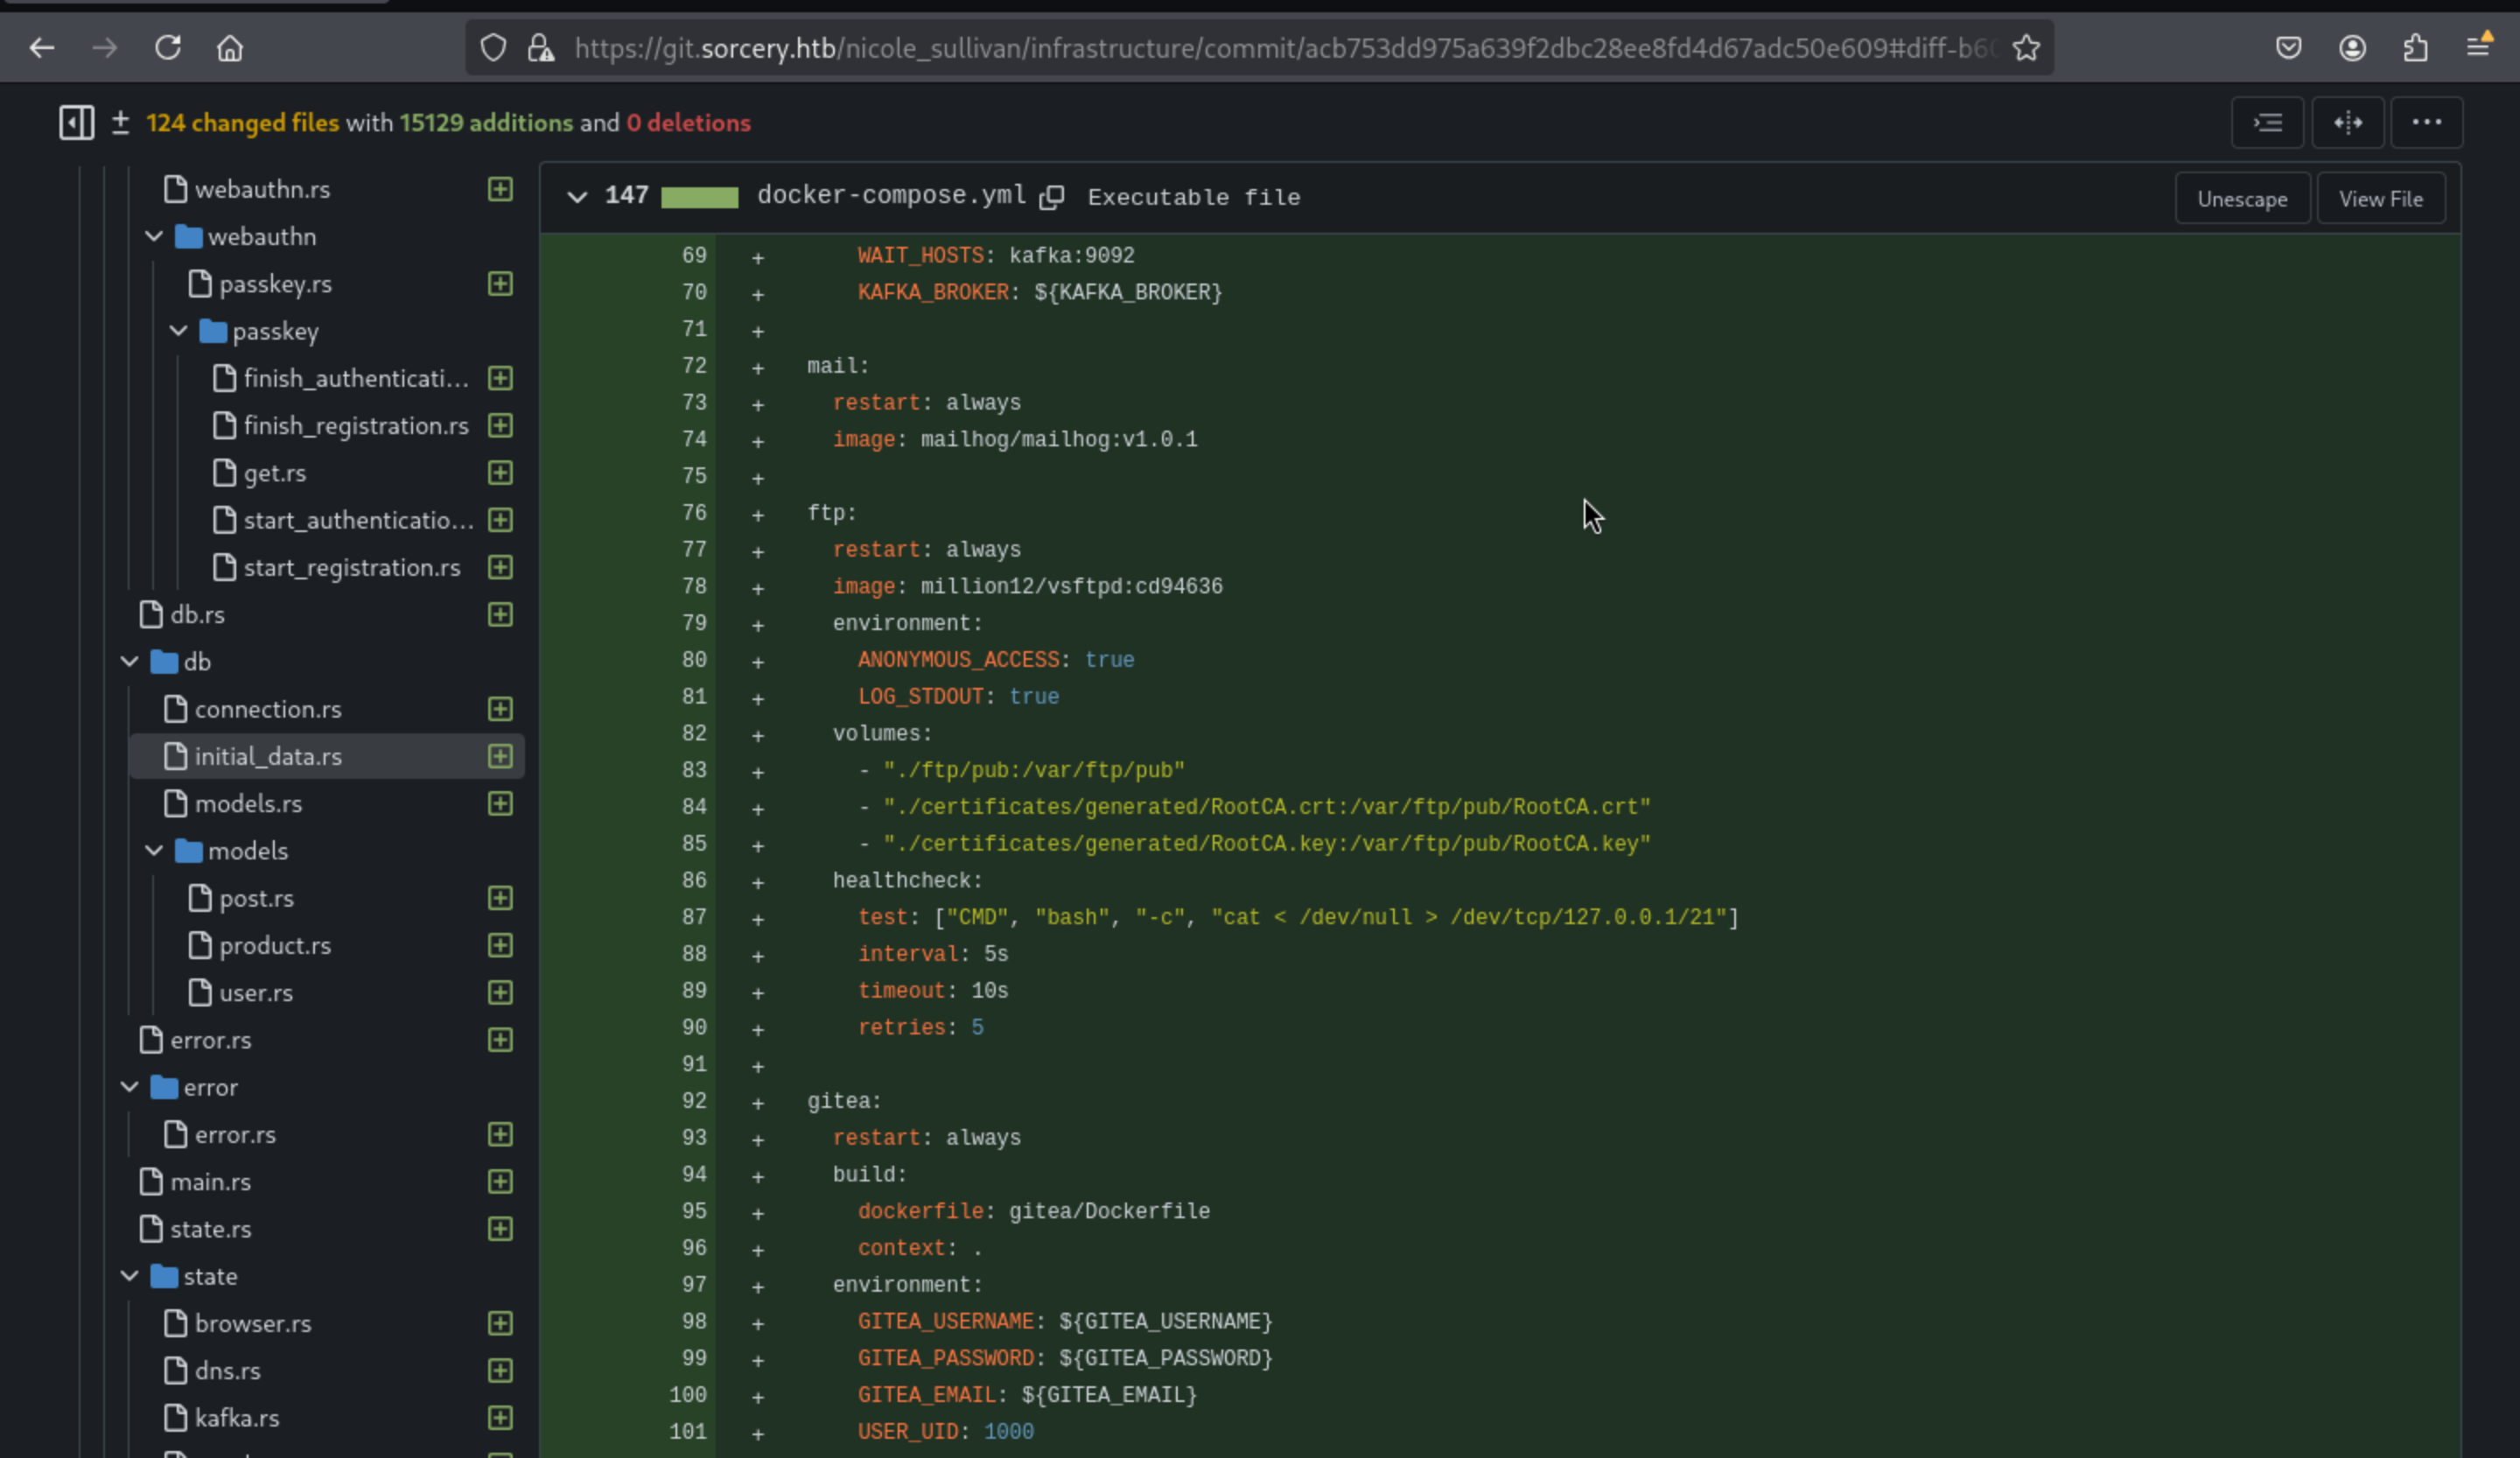 https://git.sorcery.htb/nicole_sullivan/infrastructure/commit/acb753dd975a639f2dbc28ee8fd4d67adc50e609#diff-b6
124 changed files with 15129 additions and 0 deletions
webauthn.rs
webauthn
passkey.rs
passkey
finish_authenticati...
finish_registration.rs
get.rs
start_authenticatio...
start_registration.rs
db.rs
db
connection.rs
initial_data.rs
models.rs
models
post.rs
product.rs
user.rs
error.rs
error
error.rs
main.rs
state.rs
state
browser.rs
dns.rs
kafka.rs
147 docker-compose.yml Executable file Unescape View File
69 + WAIT_HOSTS: kafka:9092
70 + KAFKA_BROKER: ${KAFKA_BROKER}
71 +
72 + mail:
73 + restart: always
74 + image: mailhog/mailhog:v1.0.1
75 +
76 + ftp:
77 + restart: always
78 + image: million12/vsftpd:cd94636
79 + environment:
80 + ANONYMOUS_ACCESS: true
81 + LOG_STDOUT: true
82 + volumes:
83 + - "./ftp/pub:/var/ftp/pub"
84 + - "./certificates/generated/RootCA.crt:/var/ftp/pub/RootCA.crt"
85 + - "./certificates/generated/RootCA.key:/var/ftp/pub/RootCA.key"
86 + healthcheck:
87 + test: ["CMD", "bash", "-c", "cat < /dev/null > /dev/tcp/127.0.0.1/21"]
88 + interval: 5s
89 + timeout: 10s
90 + retries: 5
91 +
92 + gitea:
93 + restart: always
94 + build:
95 + dockerfile: gitea/Dockerfile
96 + context: .
97 + environment:
98 + GITEA_USERNAME: ${GITEA_USERNAME}
99 + GITEA_PASSWORD: ${GITEA_PASSWORD}
100 + GITEA_EMAIL: ${GITEA_EMAIL}
101 + USER_UID: 1000